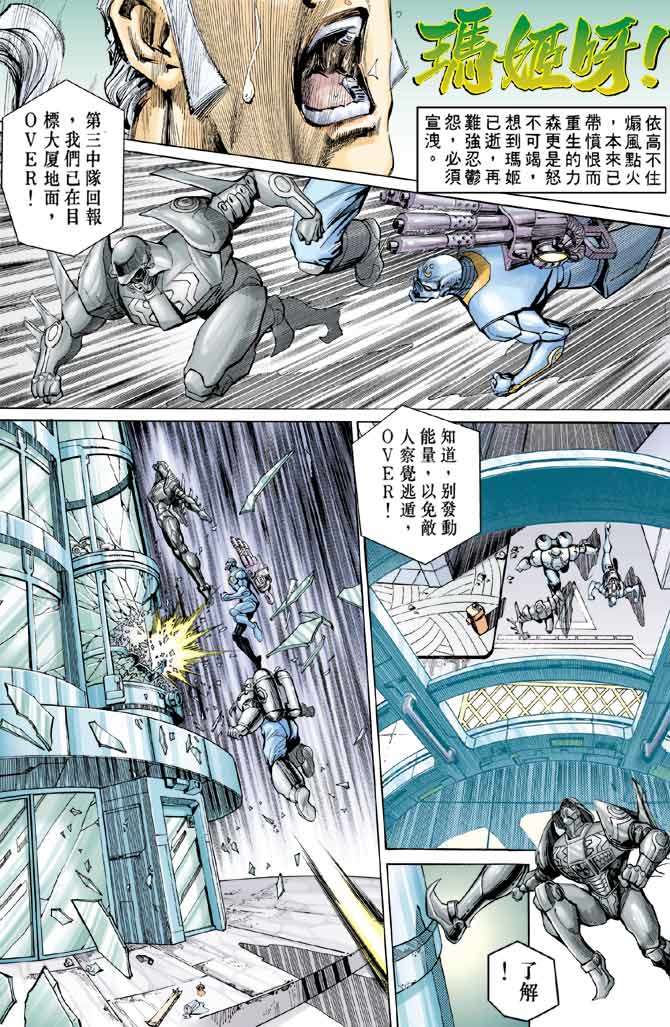 瑪姬呀!
依高不住
煽風點火
，本來已
帶憤恨而
重生的力
森更是怒
不可竭，
想到瑪姬
已逝，再
難強忍鬱
怨，必須
宣洩。
第三中隊回報
，我們已在目
標大厦地面，
OVER!
知道，別發動
能量，以免敵
人察覺逃遁，
OVER!
了解
!